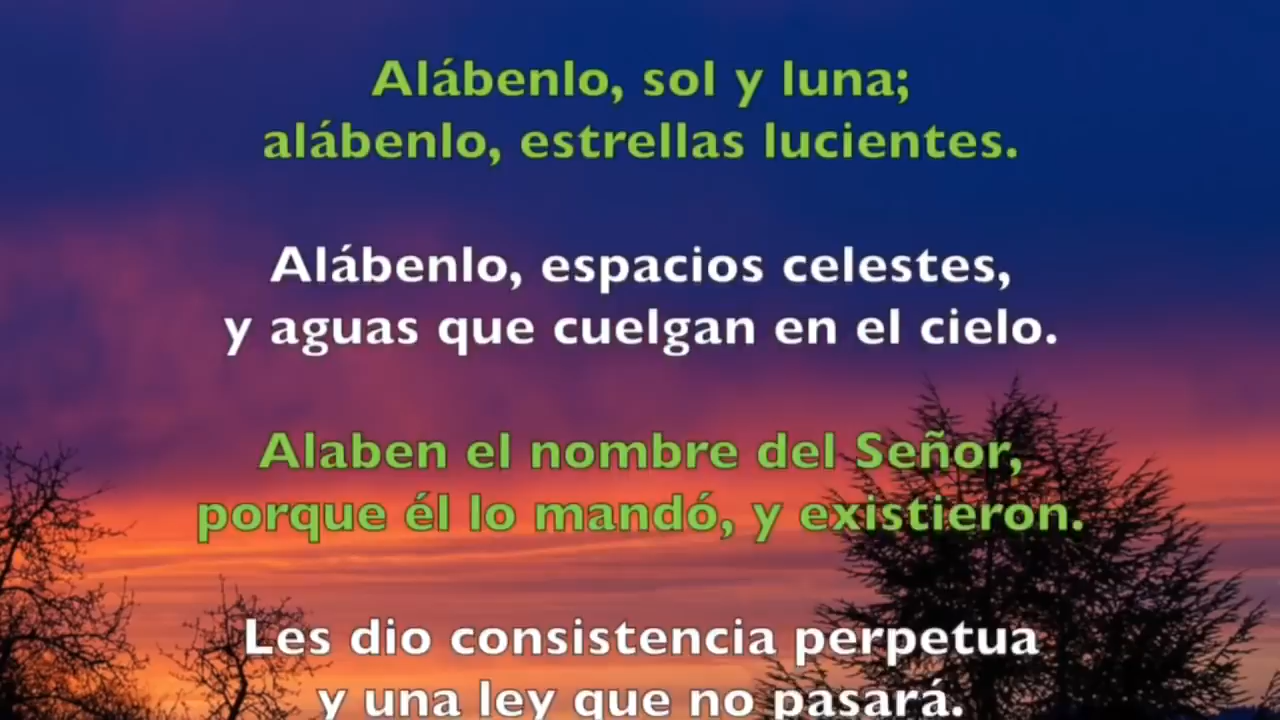 Alábenlo, sol y luna;
alábenlo, estrellas lucientes.
Alábenlo, espacios celestes,
y aguas que cuelgan en el cielo.
Alaben el nombre del Señor,
porque él lo mandó, y existieron.
Les dio consistencia perpetua
y una ley que no pasará.